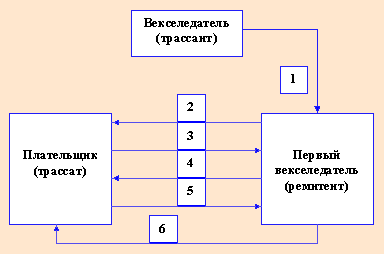 Векселедатель
(трассант)
1
2
3
4
5
6
Плательщик
(трассат)
Первый
векселедатель
(ремитент)